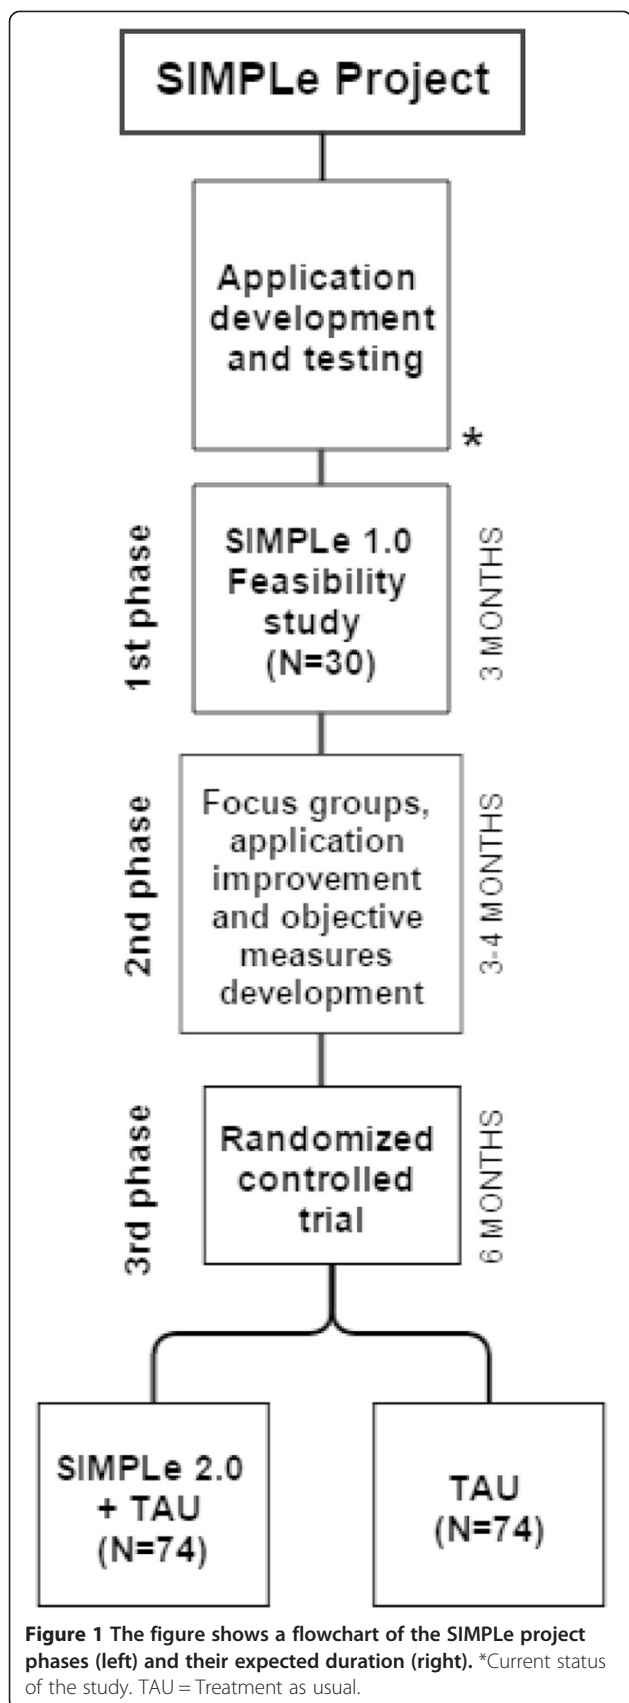 SIMPLe Project
Application
development
and testing
*
1st phase
SIMPLe 1.0
Feasibility
study
(N=30)
3 MONTHS
2nd phase
Focus groups,
application
improvement
and objective
measures
development
3-4 MONTHS
3rd phase
Randomized
controlled
trial
6 MONTHS
SIMPLe 2.0
+ TAU
(N=74)
TAU
(N=74)
Figure 1 The figure shows a flowchart of the SIMPLe project
phases (left) and their expected duration (right). *Current status
of the study. TAU = Treatment as usual.